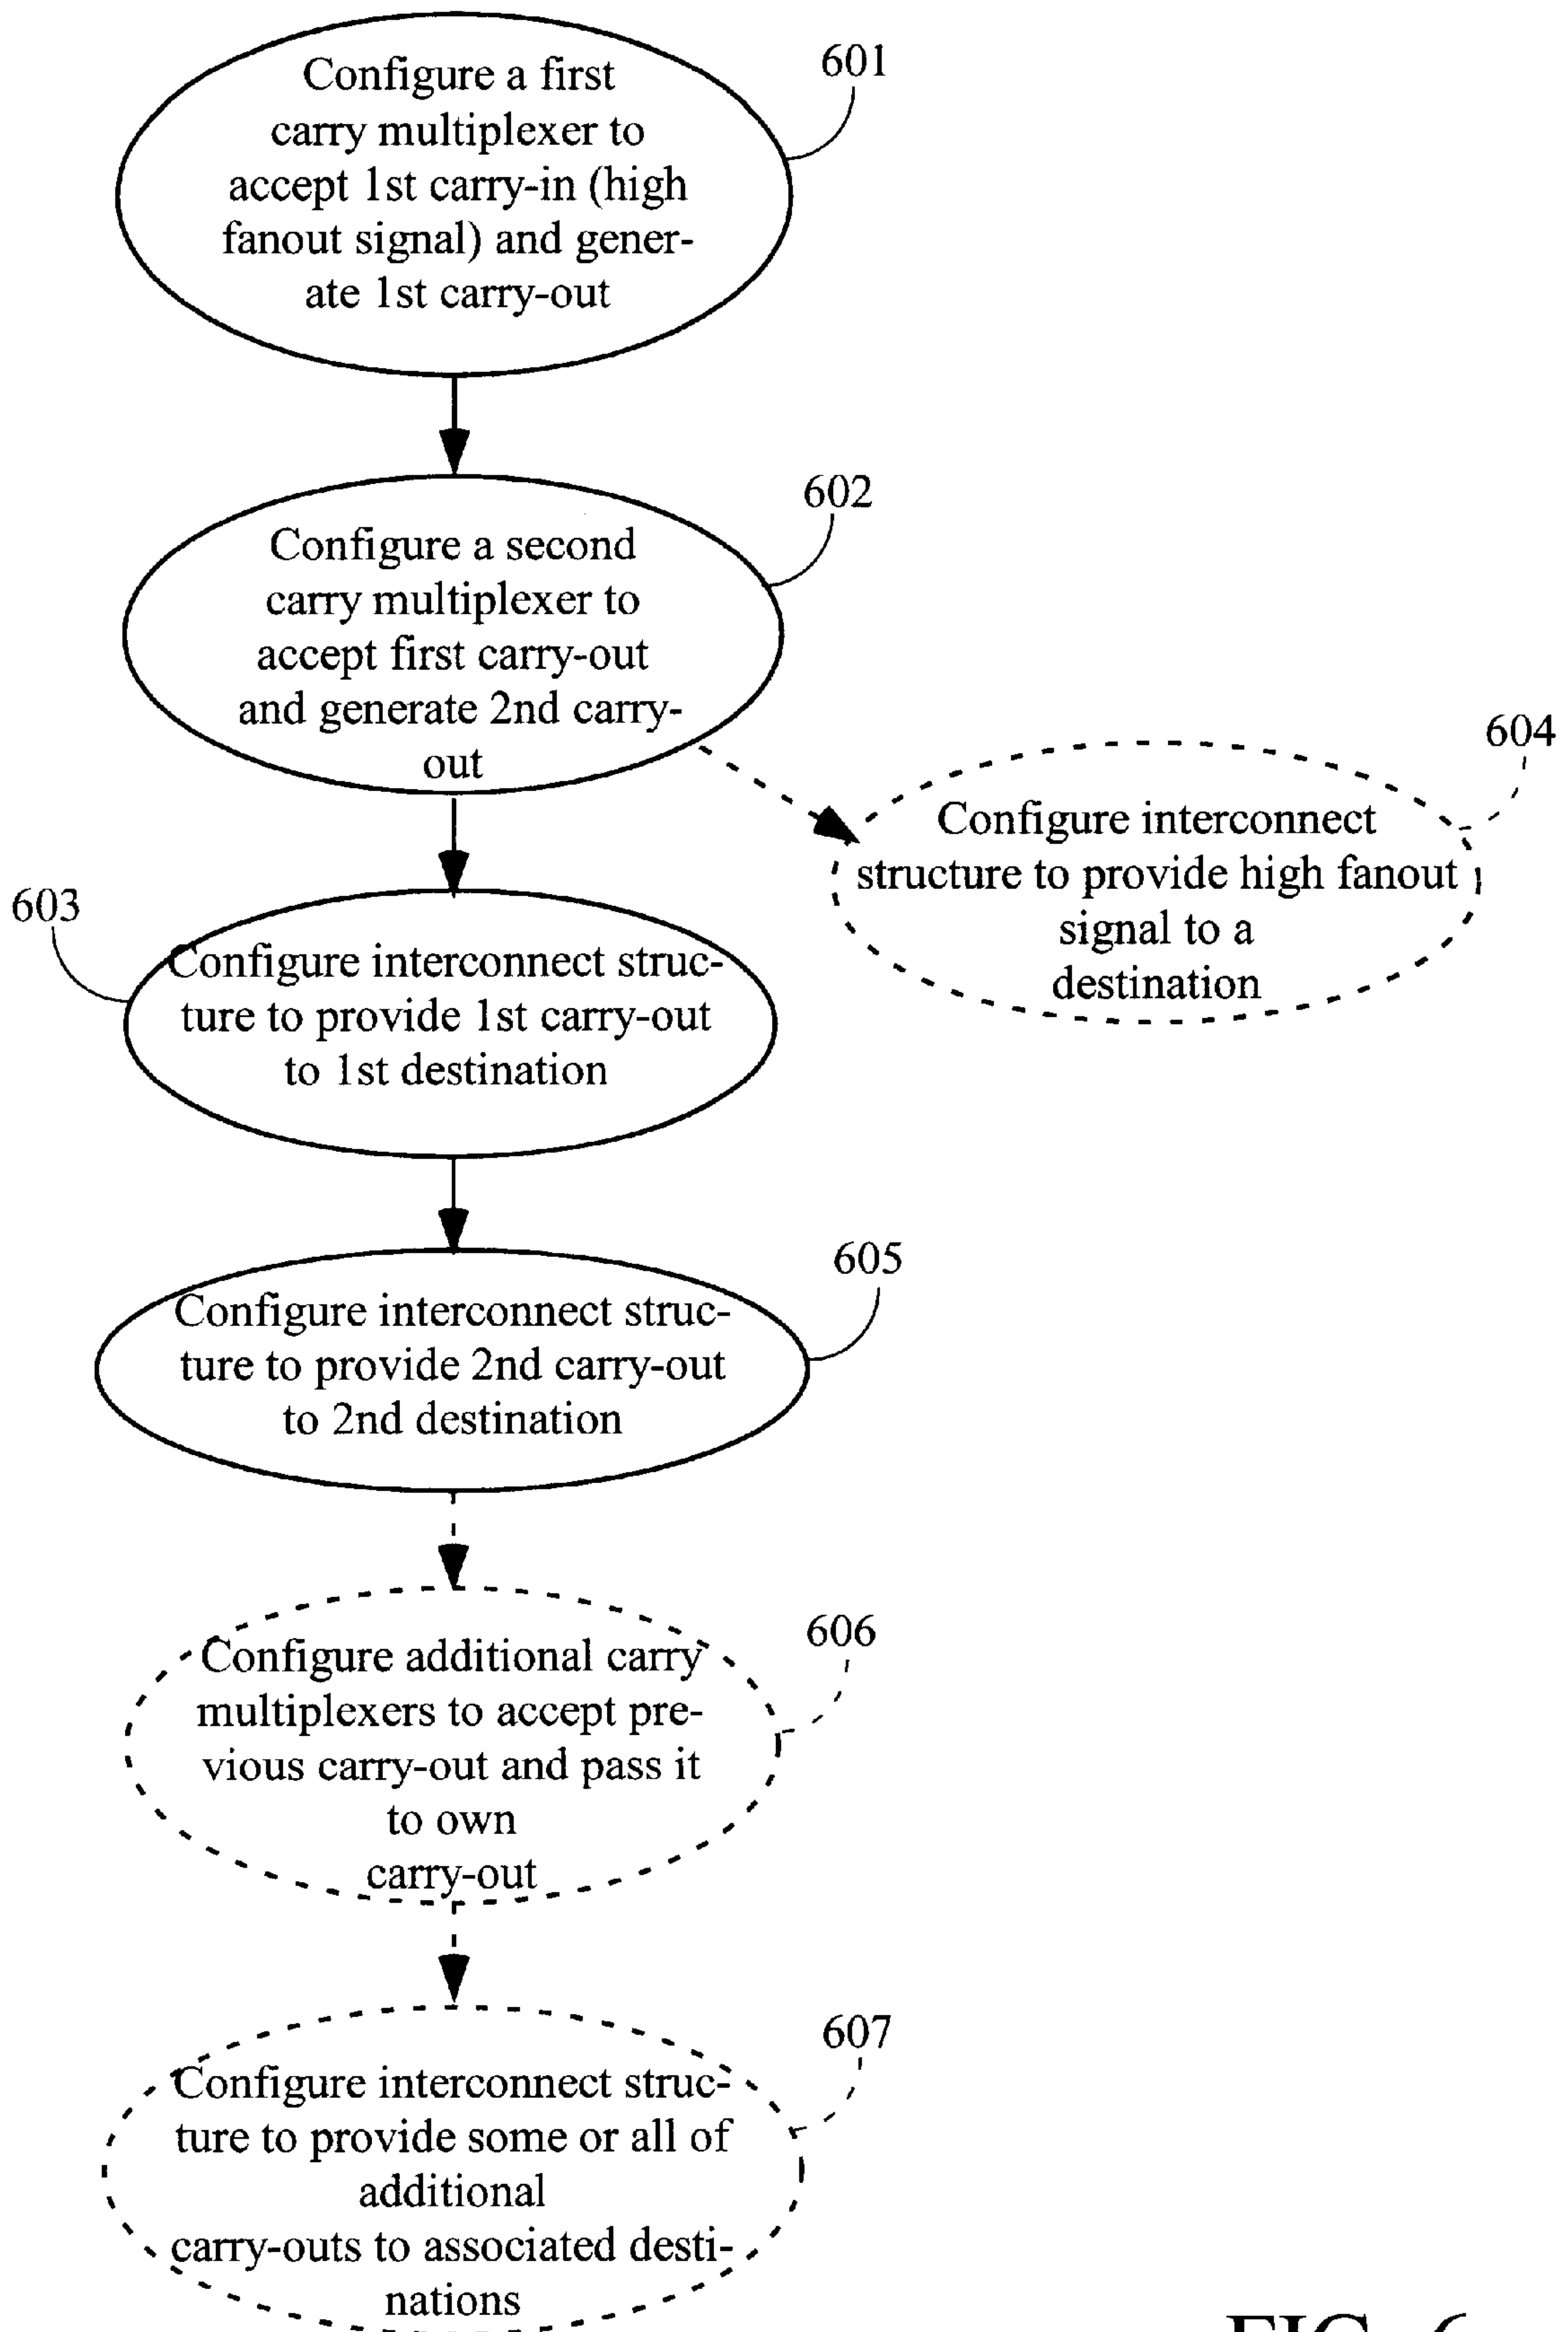 Configure a first
carry multiplexer to
accept 1st carry-in (high
fanout signal) and gener-
ate 1st carry-out
601
Configure a second
carry multiplexer to
accept first carry-out
and generate 2nd carry-
out
602
604
Configure interconnect
structure to provide high fanout
signal to a
destination
603
Configure interconnect struc-
ture to provide 1st carry-out
to 1st destination
605
Configure interconnect struc-
ture to provide 2nd carry-out
to 2nd destination
606
Configure additional carry
multiplexers to accept pre-
vious carry-out and pass it
to own
carry-out
607
Configure interconnect struc-
ture to provide some or all of
additional
carry-outs to associated desti-
nations
FIG. 6